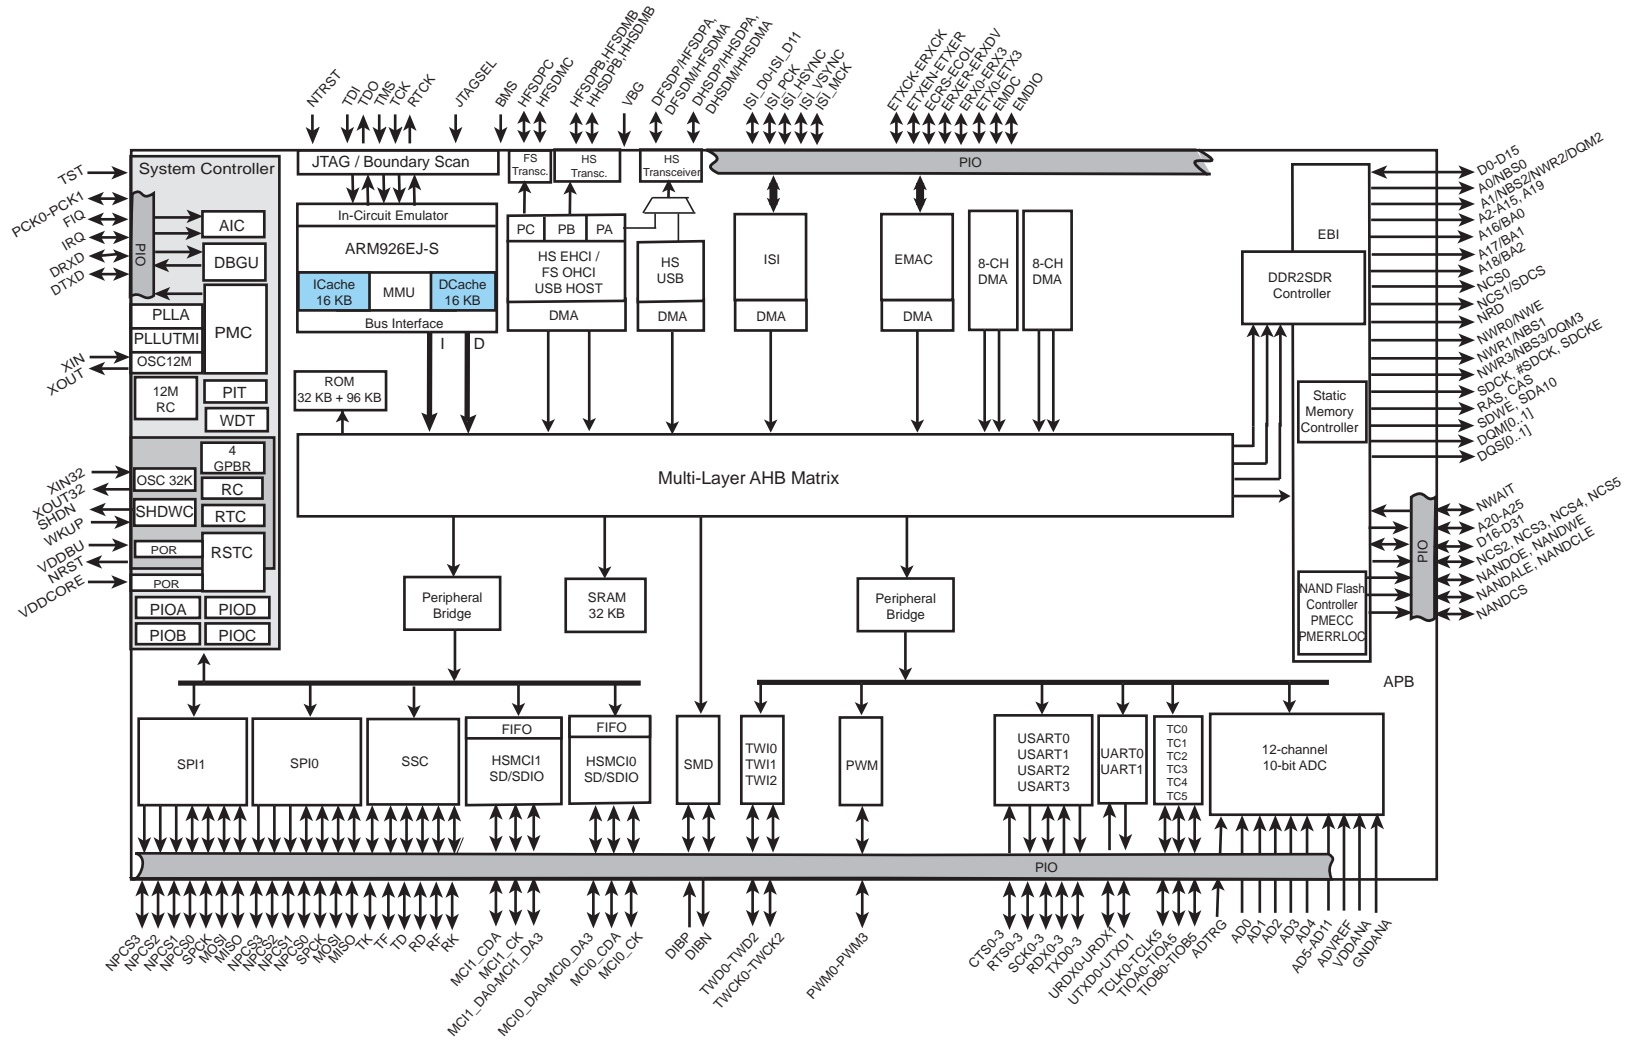 NTRST
TDI
TDO
TMS
TCK
RTCK
JTAGSEL
BMS
HFSDPC
HFSDMC
HFSDPB,HFSDMB
HHSDPB,HHSDMB
VBG
DFSDP/HFSDPA,
DFSDM/HFSDMA
DHSDP/HHSDPA,
DHSDM/HHSDMA
ISI_D0-ISI_D11
ISI_PCK
ISI_HSYNC
ISI_VSYNC
ISI_MCK
ETXCK-ERXCK
ETXEN-ETXER
ECRS-ECOL
ERXER-ERXDV
ERX0-ERX3
ETX0-ETX3
EMDC
EMDIO
TST
PCK0-PCK1
FIQ
IRQ
DRXD
DTXD
XIN
XOUT
XIN32
XOUT32
SHDN
WKUP
VDDBU
NRST
VDDCORE
System Controller
PIO
AIC
DBGU
PLLA
PLLUTMI
OSC12M
PMC
12M
RC
PIT
WDT
4
GPBR
OSC 32K
RC
SHDWC
RTC
POR
RSTC
POR
PIOA
PIOD
PIOB
PIOC
JTAG / Boundary Scan
In-Circuit Emulator
ARM926EJ-S
ICache
16 KB
MMU
DCache
16 KB
Bus Interface
I
D
ROM
32 KB + 96 KB
FS
Transc.
HS
Transc.
HS
Transceiver
PC
PB
PA
HS EHCI /
FS OHCI
USB HOST
DMA
HS
USB
DMA
PIO
ISI
DMA
EMAC
DMA
8-CH
DMA
8-CH
DMA
EBI
DDR2SDR
Controller
Static
Memory
Controller
NAND Flash
Controller
PMECC
PMERRLOC
PIO
D0-D15
A0/NBS0
A1/NBS2/NWR2/DQM2
A2-A15, A19
A16/BA0
A17/BA1
A18/BA2
NCS0
NCS1/SDCS
NRD
NWR0/NWE
NWR1/NBS1
NWR3/NBS3/DQM3
SDCK, #SDCK, SDCKE
RAS, CAS
SDWE, SDA10
DQM[0..1]
DQS[0..1]
NWAIT
A20-A25
D16-D31
NCS2, NCS3, NCS4, NCS5
NANDOE, NANDWE
NANDALE, NANDCLE
NANDCS
Multi-Layer AHB Matrix
Peripheral
Bridge
SRAM
32 KB
Peripheral
Bridge
APB
SPI1
SPI0
SSC
FIFO
HSMCI1
SD/SDIO
FIFO
HSMCI0
SD/SDIO
SMD
TWI0
TWI1
TWI2
PWM
USART0
USART1
USART2
USART3
UART0
UART1
TC0
TC1
TC2
TC3
TC4
TC5
12-channel
10-bit ADC
PIO
NPCS3
NPCS2
NPCS1
NPCS0
SPCK
MOSI
MISO
NPCS3
NPCS2
NPCS1
NPCS0
SPCK
MOSI
MISO
TK
TF
TD
RD
RF
RK
MCI1_CDA
MCI1_CK
MCI1_DA0-MCI1_DA3
MCI0_DA0-MCI0_DA3
MCI0_CDA
MCI0_CK
DIBP
DIBN
TWD0-TWD2
TWCK0-TWCK2
PWM0-PWM3
CTS0-3
RTS0-3
SCK0-3
RDX0-3
TXD0-3
URDX0-URDX1
UTXD0-UTXD1
TCLK0-TCLK5
TIOA0-TIOA5
TIOB0-TIOB5
ADTRG
AD0
AD1
AD2
AD3
AD4
AD5-AD11
ADVREF
VDDANA
GNDANA